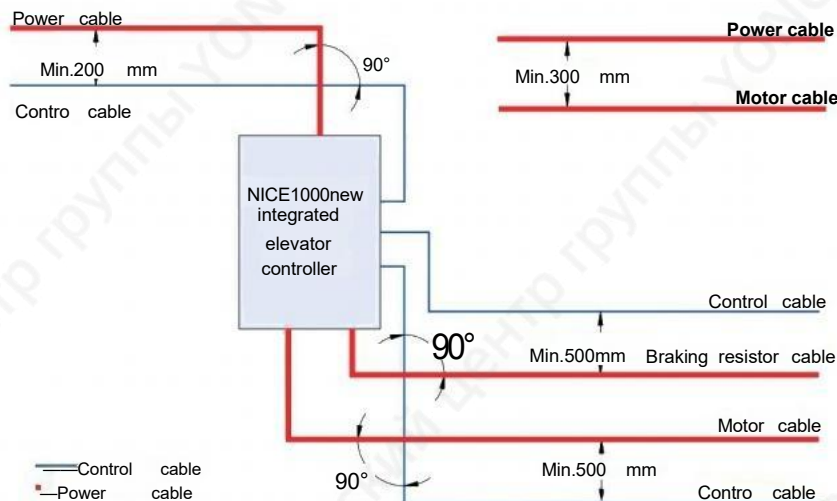 Power cable
Min.200 mm
Contro cable
90°
Power cable
Min.300 mm
Motor cable
NICE1000new
integrated
elevator
controller
Control cable
90°
Min.500mm Braking resistor cable
Motor cable
90°
Min.500 mm
Contro cable
Control cable
Power cable